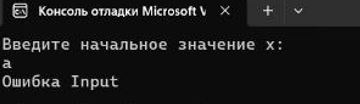 Консоль отладки Microsoft V
Введите начальное значение x:
a
Ошибка Input